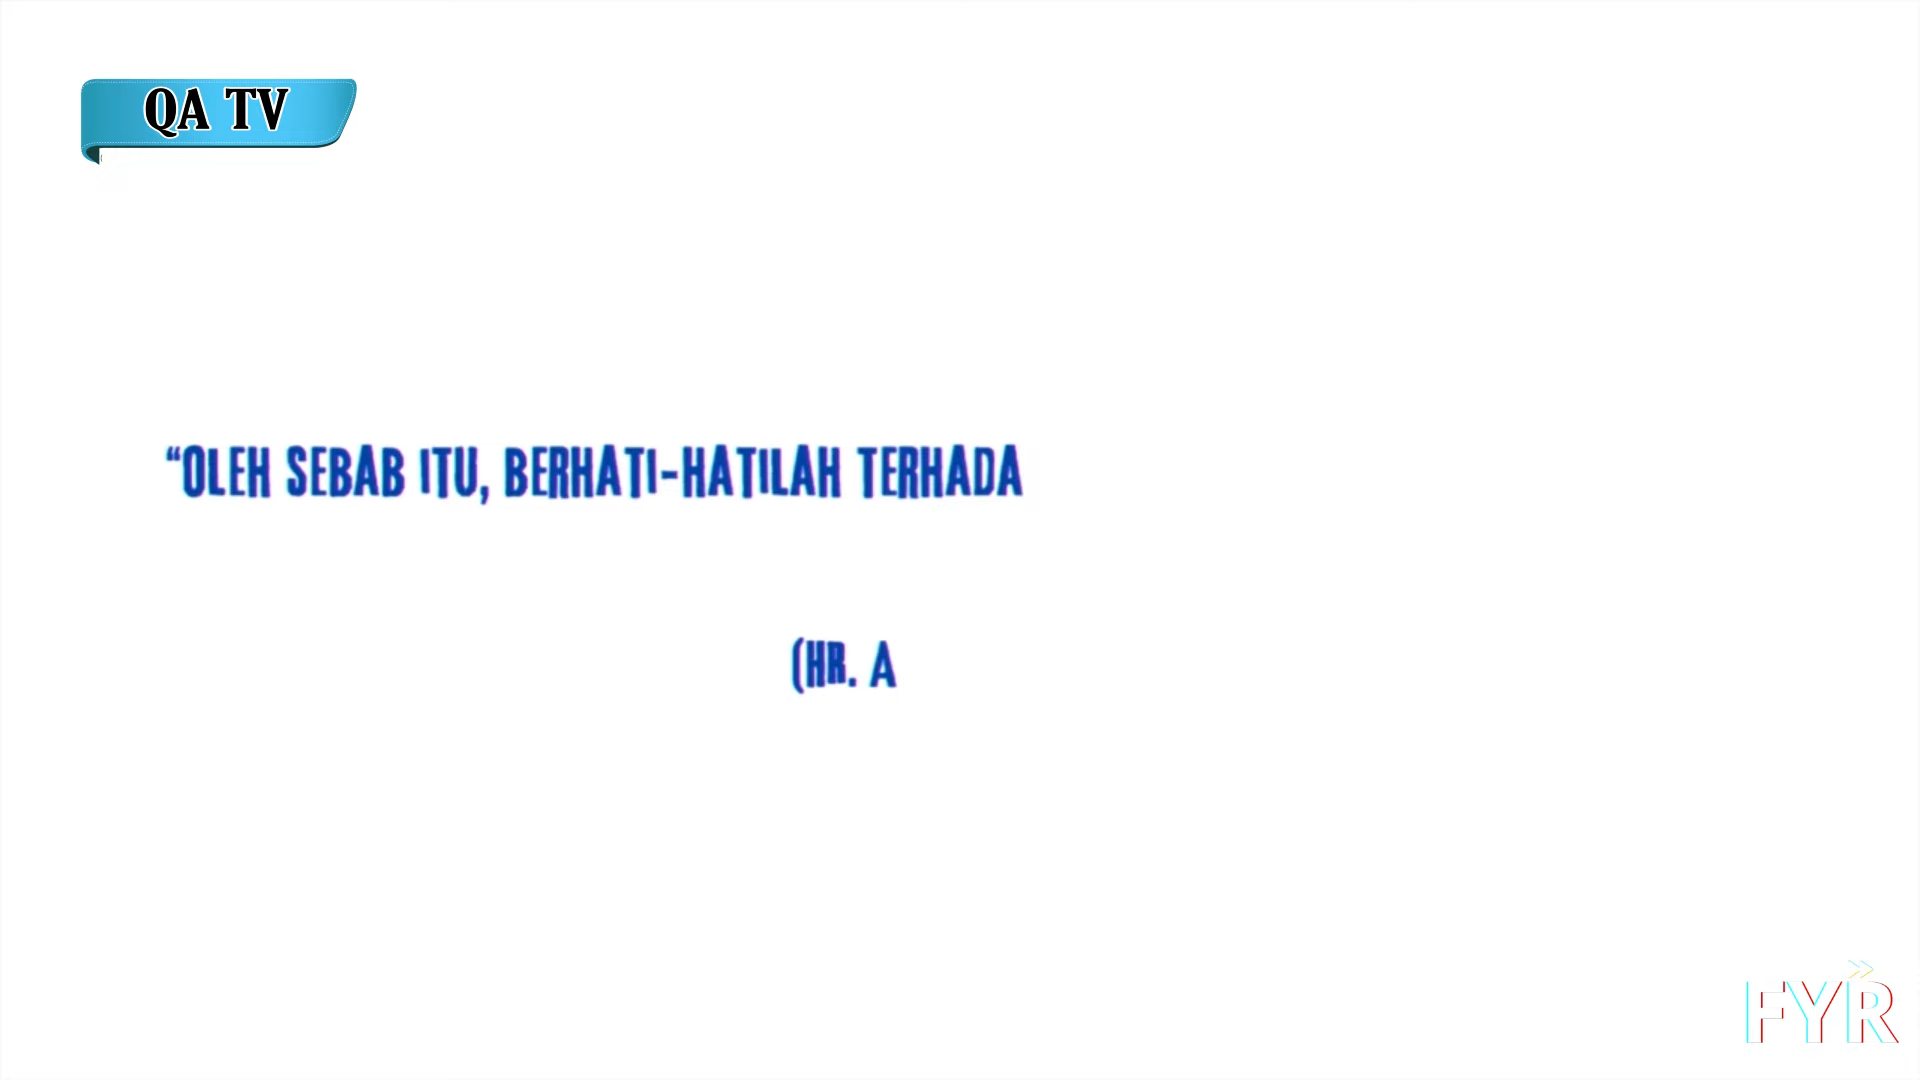 QA TV
“OLEH SEBAB ITU, BERHATI-HATILAH TERHADA
(HR. A
FYR